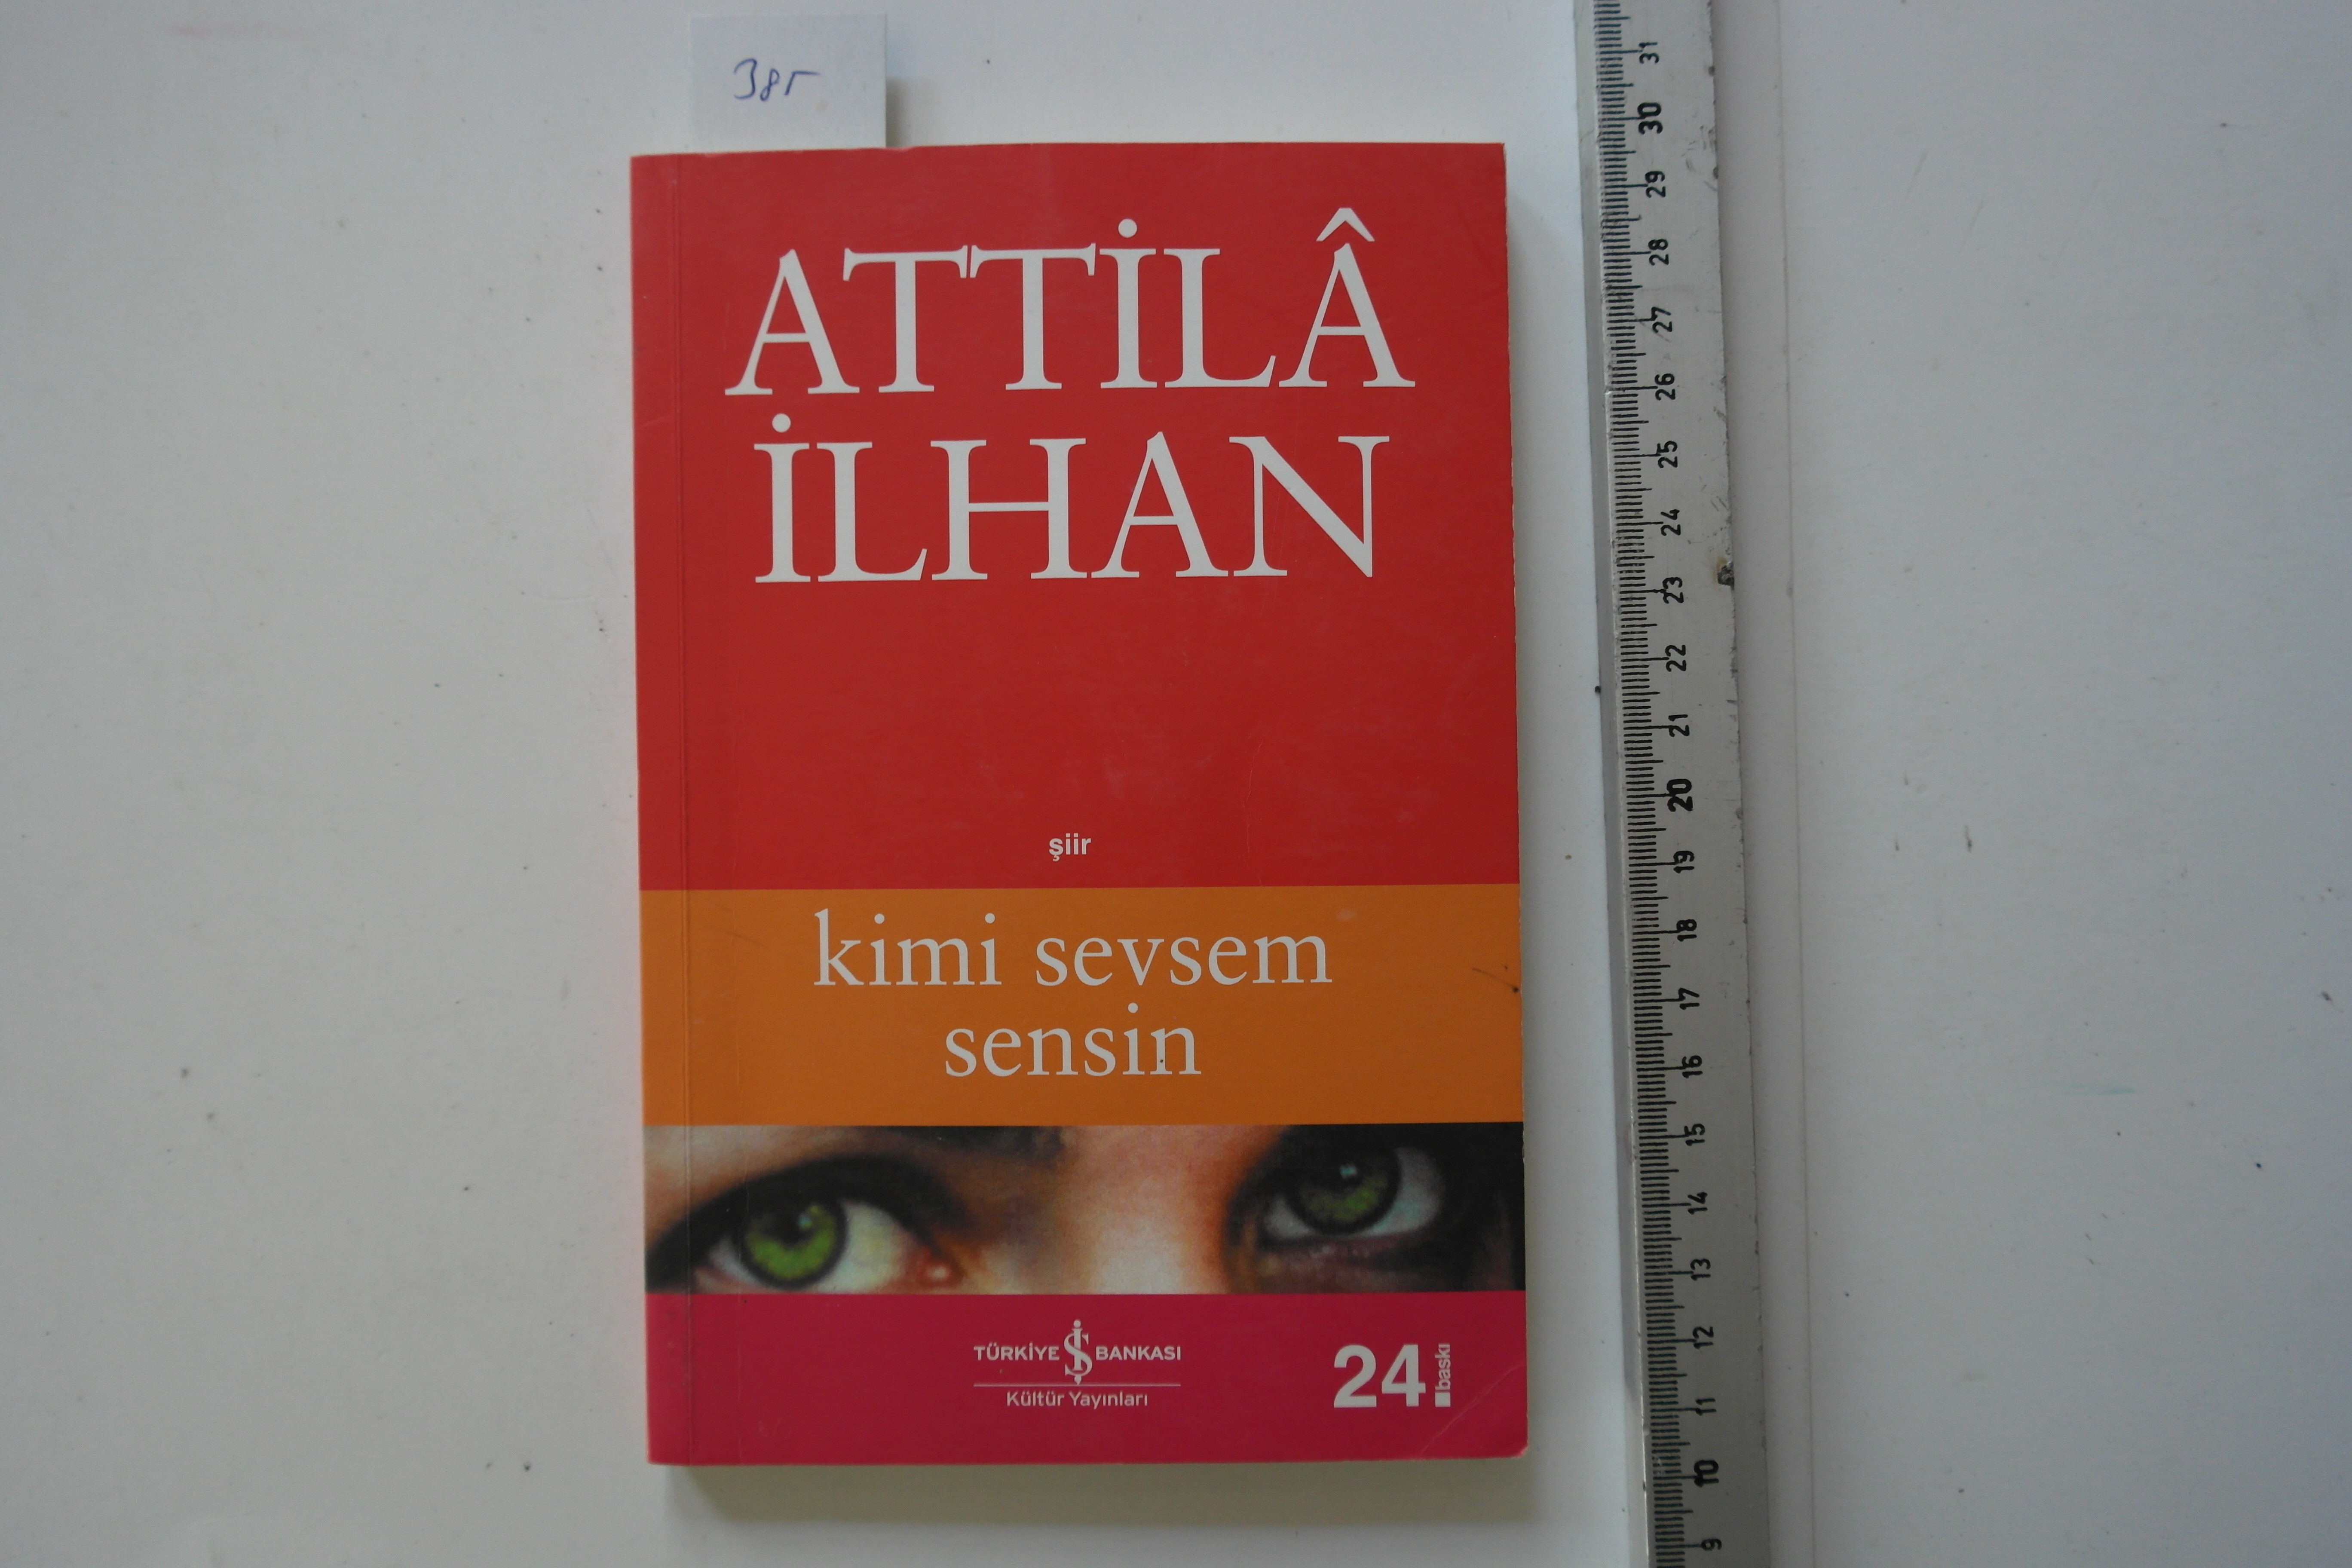 38r
ATTİLÂ
İLHAN
şiir
kimi sevsem
sensin
TÜRKİYE İŞ BANKASI
Kültür Yayınları
24. baskı
31
30
29
28
27
26
25
24
23
22
21
20
19
18
17
16
15
14
13
12
11
10
9